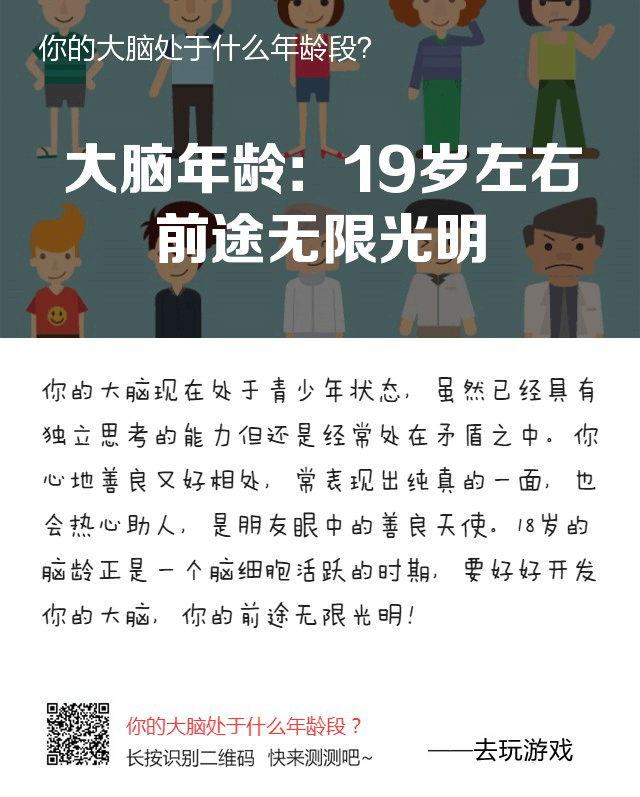 你的大脑处于什么年龄段?
大脑年龄：19岁左右
前途无限光明
你的大脑现在处于青少年状态，虽然已经具有
独立思考的能力但还是经常处在矛盾之中。你
心地善良又好相处，常表现出纯真的一面，也
会热心助人，是朋友眼中的善良天使。18岁的
脑龄正是一个脑细胞活跃的时期，要好好开发
你的大脑，你的前途无限光明！
你的大脑处于什么年龄段？
长按识别二维码 快来测测吧~
——去玩游戏